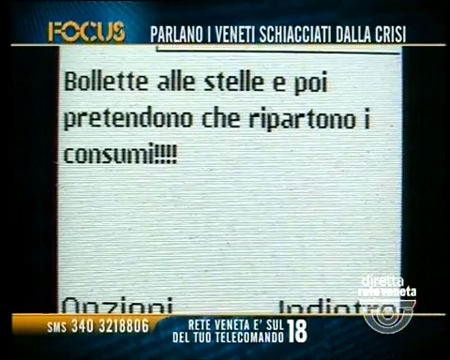 FOCUS PARLANO I VENETI SCHIACCIATI DALLA CRISI
Bollette alle stelle e poi
pretendono che ripartono i
consumi!!!!
diretta
rete veneta
Opzioni Indietro
SMS 340 3218806
RETE VENETA E' SUL
DEL TUO TELECOMANDO 18